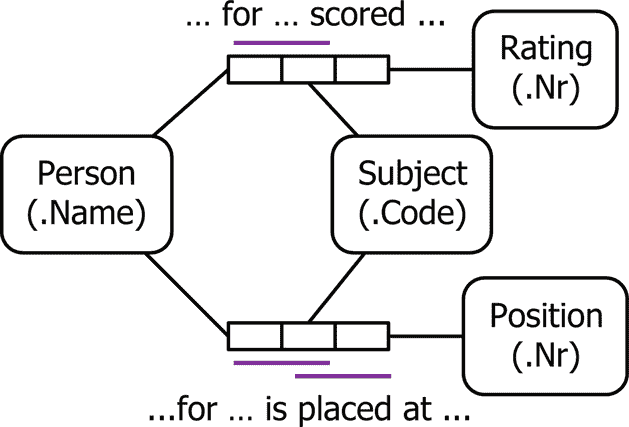 ... for ... scored ...
Rating
(.Nr)
Person
(.Name)
Subject
(.Code)
Position
(.Nr)
...for ... is placed at ...